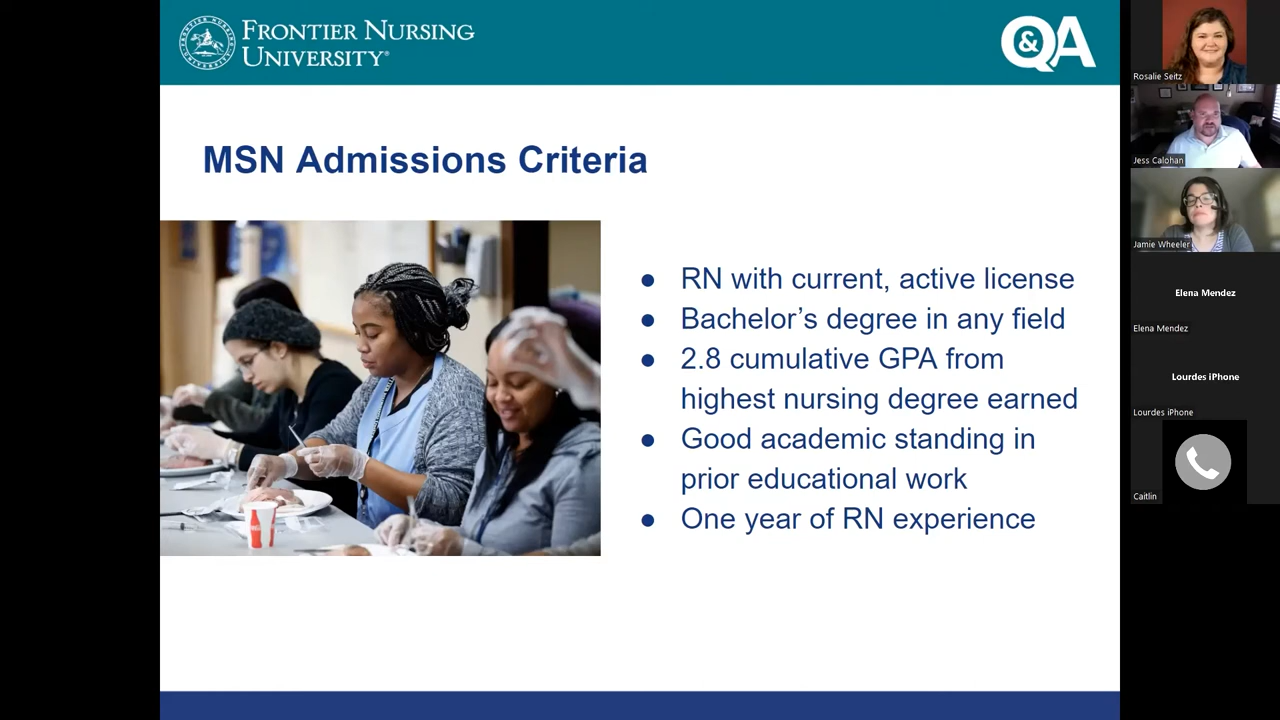 FRONTIER NURSING
UNIVERSITY®
Q&A
MSN Admissions Criteria
● RN with current, active license
● Bachelor’s degree in any field
● 2.8 cumulative GPA from
highest nursing degree earned
● Good academic standing in
prior educational work
● One year of RN experience
Rosalie Seitz
Jess Calohan
Jamie Wheeler
Elena Mendez
Elena Mendez
Lourdes iPhone
Lourdes iPhone
Caitlin